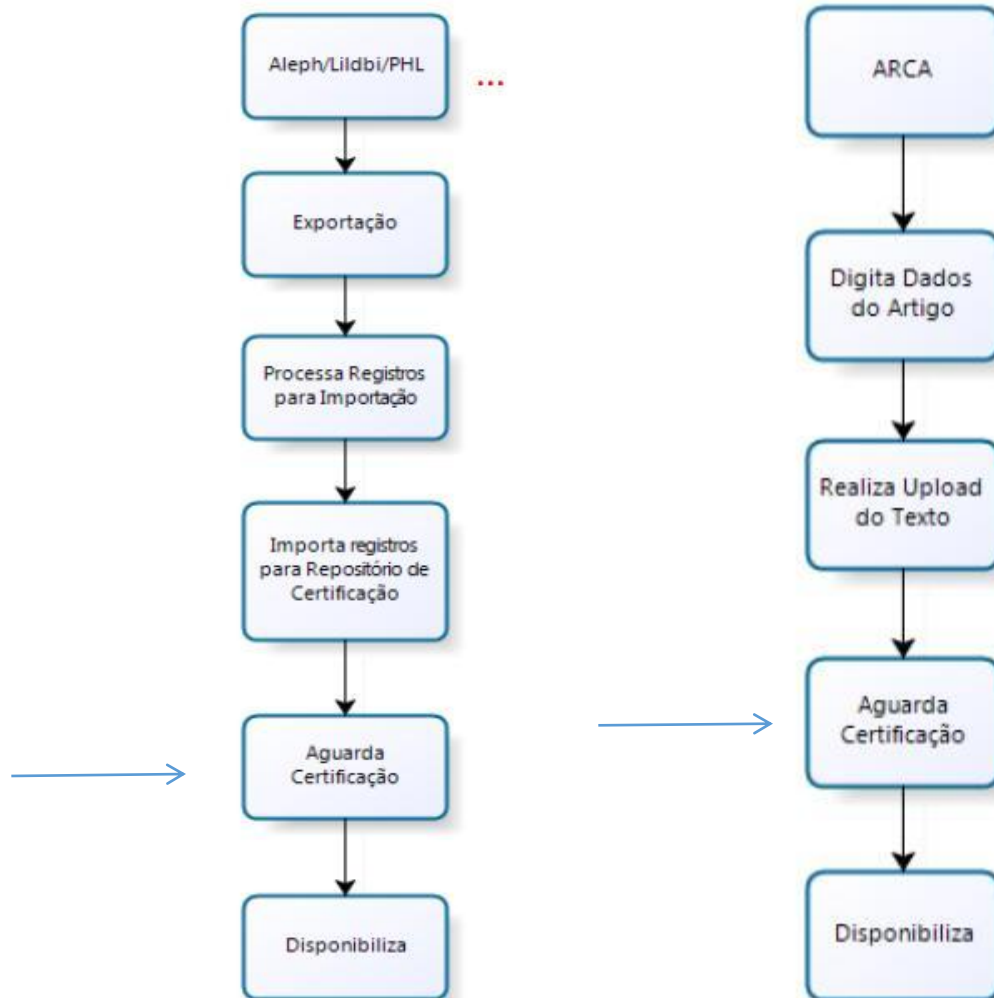 Aleph/Lildbi/PHL
...
Exportação
Processa Registros
para Importação
Importa registros
para Repositório de
Certificação
Aguarda
Certificação
Disponibiliza
ARCA
Digita Dados
do Artigo
Realiza Upload
do Texto
Aguarda
Certificação
Disponibiliza